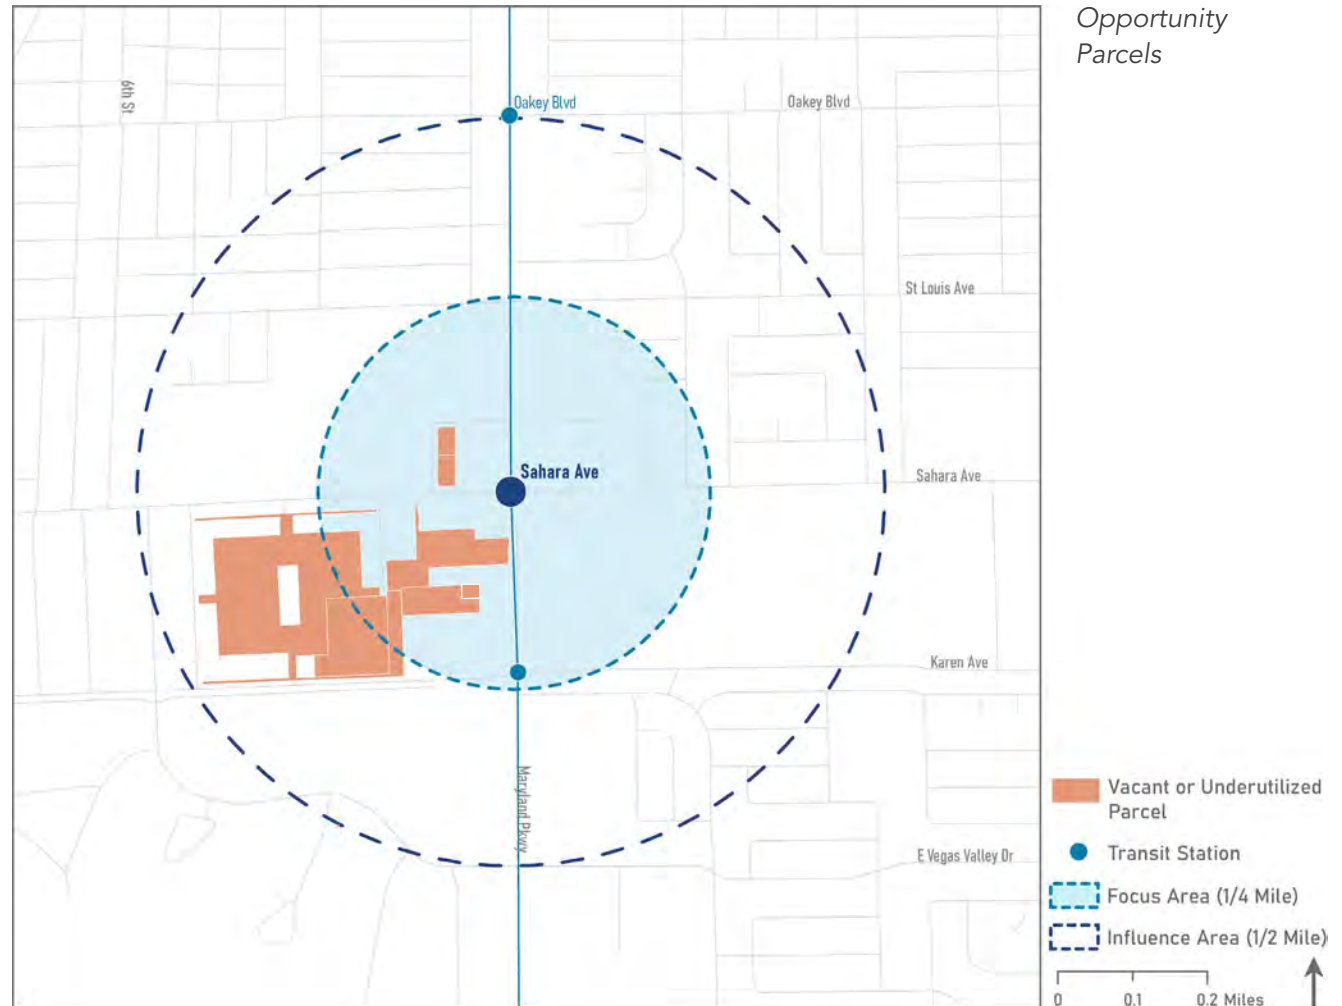 Opportunity
Parcels
6th St
Oakey Blvd
Oakey Blvd
St Louis Ave
Sahara Ave
Sahara Ave
Karen Ave
Maryland Pkwy
E Vegas Valley Dr
Vacant or Underutilized
Parcel
Transit Station
Focus Area (1/4 Mile)
Influence Area (1/2 Mile)
0 0.1 0.2 Miles